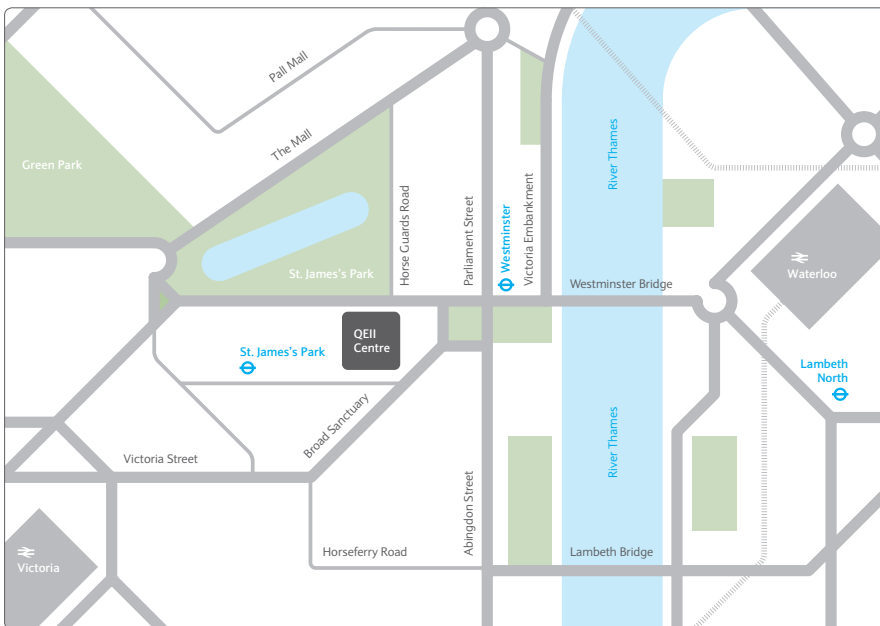 Pall Mall
The Mall
Green Park
River Thames
Horse Guards Road
Parliament Street
Westminster
Victoria Embankment
St. James's Park
Westminster Bridge
Waterloo
QEII
Centre
St. James's Park
Lambeth
North
Broad Sanctuary
River Thames
Victoria Street
Abingdon Street
Horseferry Road
Lambeth Bridge
Victoria